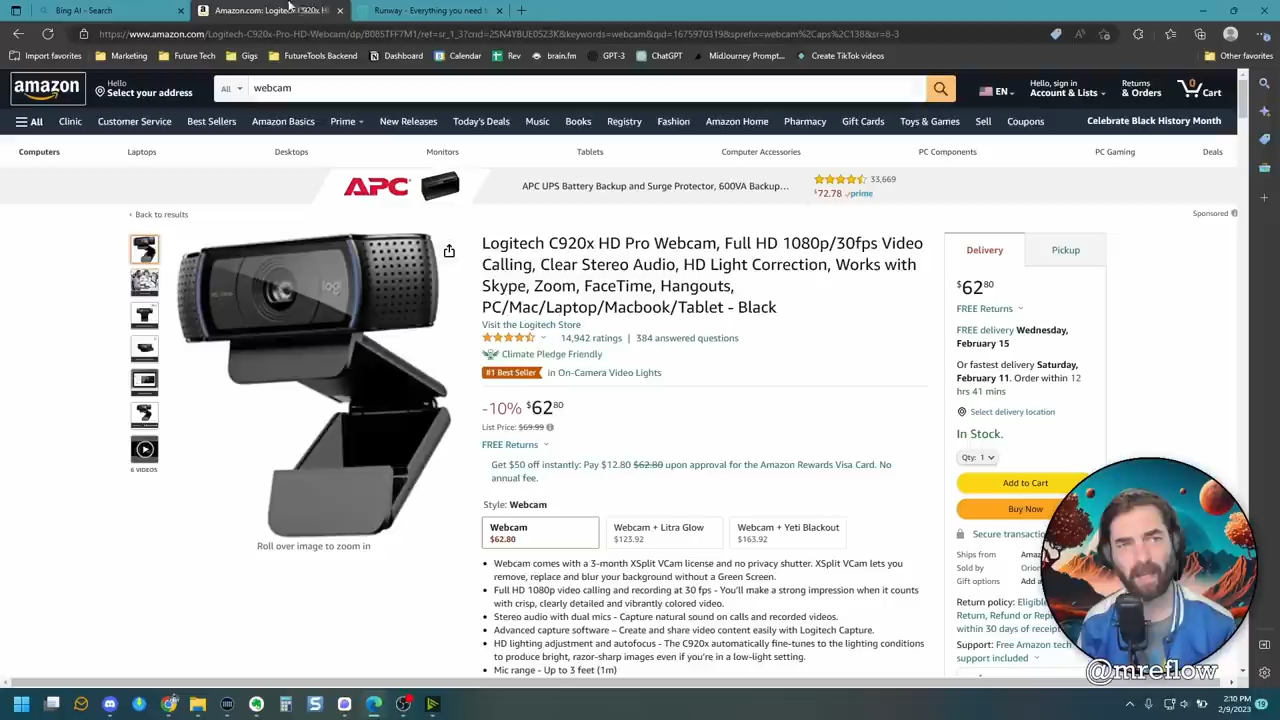 Bing AI – Search
Amazon.com: Logitech C920x H
Riverside - Everything you need t
https://www.amazon.com/Logitech-C920x-Pro-HD-Webcam/dp/B085TFF7M1/ref=sr_1_3?crid=2SN4YBUE05Z3K&keywords=webcam&qid=1675970319&sprefix=webcam%2Caps%2C138&sr=8-3
Import favorites
Marketing
Future Tech
Gigs
FutureTools Backend
Dashboard
Calendar
Rev
brain.fm
GPT-3
ChatGPT
MidJourney Prompt...
Create TikTok videos
Other favorites
amazon
Hello
Select your address
All
webcam
EN
Hello, sign in
Account & Lists
Returns
& Orders
0
Cart
All
Clinic
Customer Service
Best Sellers
Amazon Basics
Prime
New Releases
Today's Deals
Music
Books
Registry
Fashion
Amazon Home
Pharmacy
Gift Cards
Toys & Games
Sell
Coupons
Celebrate Black History Month
Computers
Laptops
Desktops
Monitors
Tablets
Computer Accessories
PC Components
PC Gaming
Deals
APC
APC UPS Battery Backup and Surge Protector, 600VA Backup...
33,669
$72.78 prime
‹ Back to results
Sponsored
Logitech C920x HD Pro Webcam, Full HD 1080p/30fps Video
Calling, Clear Stereo Audio, HD Light Correction, Works with
Skype, Zoom, FaceTime, Hangouts,
PC/Mac/Laptop/Macbook/Tablet - Black
Visit the Logitech Store
14,942 ratings | 384 answered questions
Climate Pledge Friendly
#1 Best Seller in On-Camera Video Lights
-10% $62 80
List Price: $69.99
FREE Returns
Get $50 off instantly: Pay $12.80 $62.80 upon approval for the Amazon Rewards Visa Card. No
annual fee.
Style: Webcam
Webcam
$62.80
Webcam + Litra Glow
$123.92
Webcam + Yeti Blackout
$163.92
• Webcam comes with a 3-month XSplit VCam license and no privacy shutter. XSplit VCam lets you
remove, replace and blur your background without a Green Screen.
• Full HD 1080p video calling and recording at 30 fps - You'll make a strong impression when it counts
with crisp, clearly detailed and vibrantly colored video.
• Stereo audio with dual mics - Capture natural sound on calls and recorded videos.
• Advanced capture software – Create and share video content easily with Logitech Capture.
• HD lighting adjustment and autofocus - The C920x automatically fine-tunes to the lighting conditions
to produce bright, razor-sharp images even if you're in a low-light setting.
• Mic range - Up to 3 feet (1m)
logi
6 VIDEOS
Roll over image to zoom in
Delivery
Pickup
$62 80
FREE Returns
FREE delivery Wednesday,
February 15
Or fastest delivery Saturday,
February 11. Order within 12
hrs 41 mins
Select delivery location
In Stock.
Qty: 1
Add to Cart
Buy Now
Secure transactio
Ships from Amaz
Sold by Orion
Gift options Add a
Return policy: Eligible
Return, Refund or Rep
within 30 days of receipt
Support: Free Amazon tech
support included
@mreflow
2:10 PM
2/9/2023
19